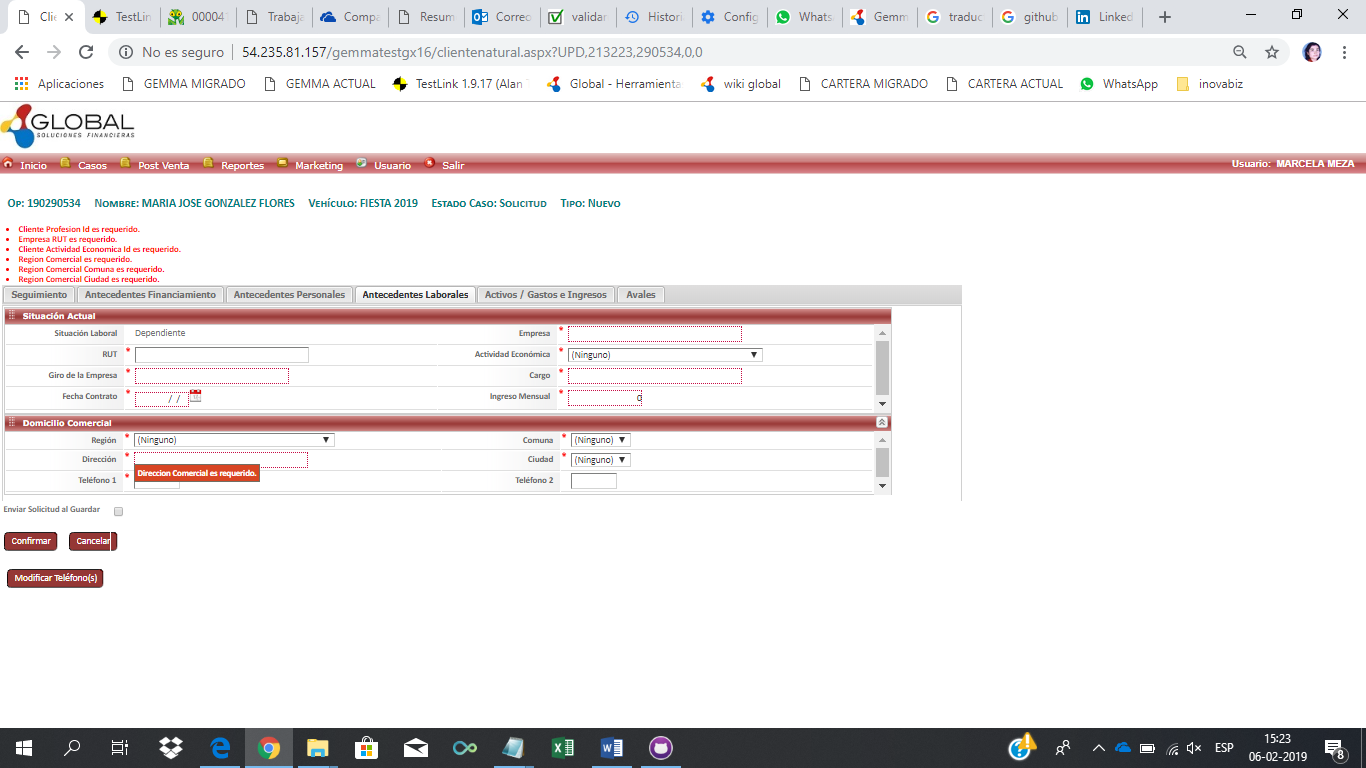 Clie
TestLin
00004
Trabaja
Compa
Resum
Correo
validar
Histori
Config
Whats
Gemm
traduc
github
Linked
No es seguro | 54.235.81.157/gemmatestgx16/clientenatural.aspx?UPD,213223,290534,0,0
Aplicaciones GEMMA MIGRADO GEMMA ACTUAL TestLink 1.9.17 (Alan Global - Herramienta wiki global CARTERA MIGRADO CARTERA ACTUAL WhatsApp inovabiz
GLOBAL
SOLUCIONES FINANCIERAS
Inicio Casos Post Venta Reportes Marketing Usuario Salir Usuario: MARCELA MEZA
Op: 190290534 Nombre: MARIA JOSE GONZALEZ FLORES Vehículo: FIESTA 2019 Estado Caso: Solicitud Tipo: Nuevo
Cliente Profesion Id es requerido.
Empresa RUT es requerido.
Cliente Actividad Economica Id es requerido.
Region Comercial es requerido.
Region Comercial Comuna es requerido.
Region Comercial Ciudad es requerido.
Seguimiento Antecedentes Financiamiento Antecedentes Personales Antecedentes Laborales Activos / Gastos e Ingresos Avales
Situación Actual
Situación Laboral Dependiente Empresa *
RUT * Actividad Económica * (Ninguno)
Giro de la Empresa * Cargo *
Fecha Contrato * / / Ingreso Mensual * 0
Domicilio Comercial
Región * (Ninguno) Comuna * (Ninguno)
Dirección * Ciudad * (Ninguno)
Direccion Comercial es requerido.
Teléfono 1 * Teléfono 2
Enviar Solicitud al Guardar
Confirmar Cancelar
Modificar Teléfono(s)
ESP
15:23
06-02-2019
8